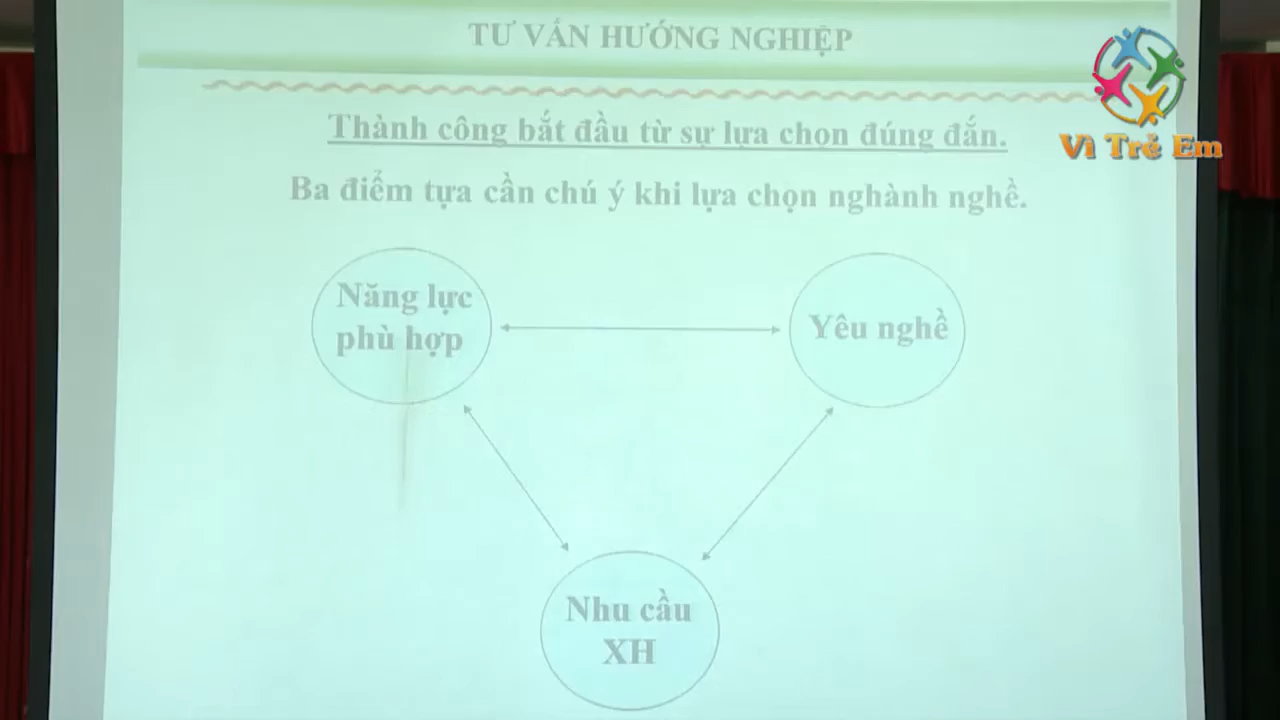 TƯ VẤN HƯỚNG NGHIỆP
Vì Trẻ Em
Thành công bắt đầu từ sự lựa chọn đúng đắn.
Ba điểm tựa cần chú ý khi lựa chọn nghành nghề.
Năng lực
phù hợp
Yêu nghề
Nhu cầu
XH